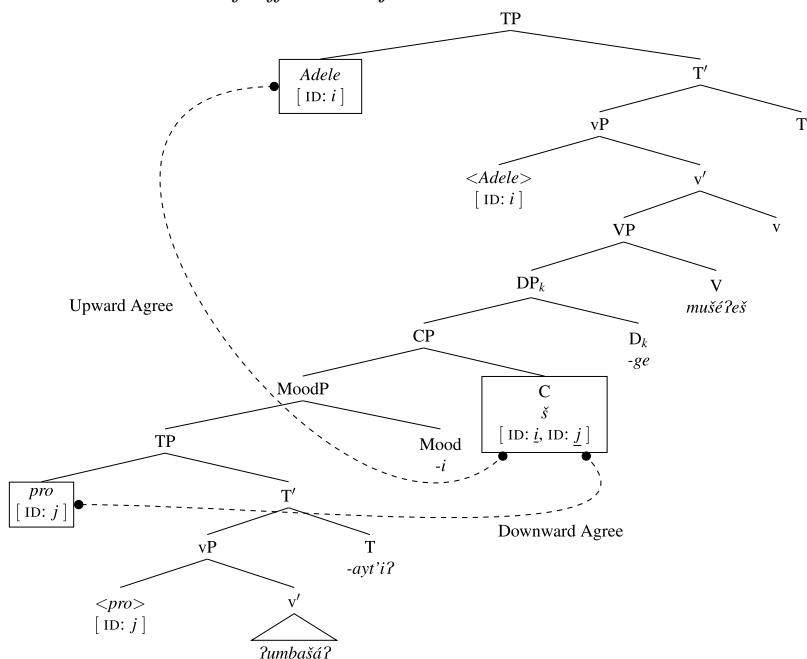 TP
Adele
[ ID: i ]
T′
vP
T
<Adele>
[ ID: i ]
v′
VP
v
Upward Agree
DPk
V
mušéʔeš
CP
Dk
-ge
MoodP
C
š
[ ID: i, ID: j ]
TP
Mood
-i
pro
[ ID: j ]
T′
Downward Agree
vP
T
-ayt'iʔ
<pro>
[ ID: j ]
v′
ʔumbašáʔ